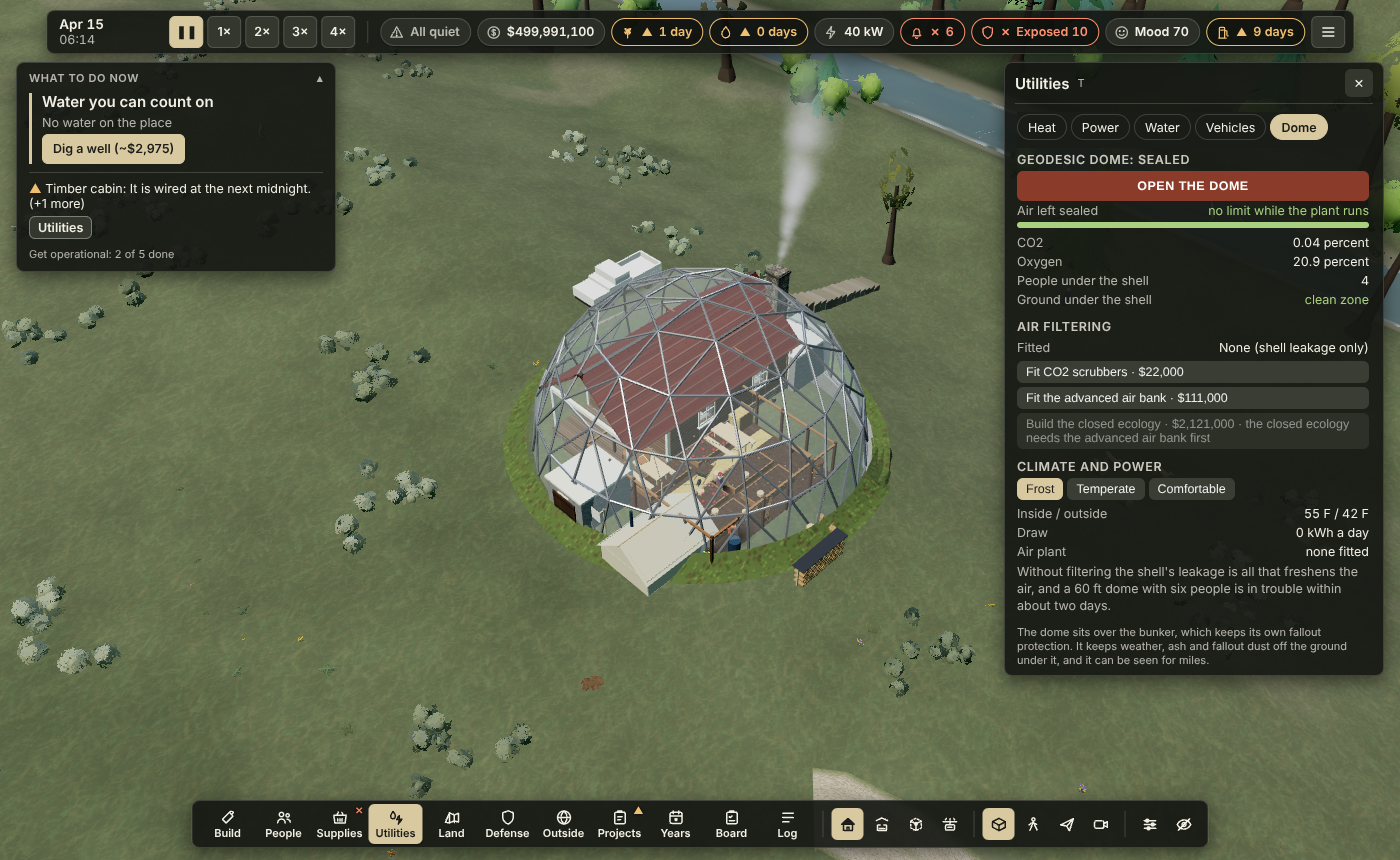 Apr 15
06:14
1×
2×
3×
4×
All quiet
$499,991,100
1 day
0 days
40 kW
× 6
× Exposed 10
Mood 70
9 days
WHAT TO DO NOW
Water you can count on
No water on the place
Dig a well (~$2,975)
Timber cabin: It is wired at the next midnight.
(+1 more)
Utilities
Get operational: 2 of 5 done
Utilities T
Heat
Power
Water
Vehicles
Dome
GEODESIC DOME: SEALED
OPEN THE DOME
Air left sealed no limit while the plant runs
CO2 0.04 percent
Oxygen 20.9 percent
People under the shell 4
Ground under the shell clean zone
AIR FILTERING
Fitted None (shell leakage only)
Fit CO2 scrubbers · $22,000
Fit the advanced air bank · $111,000
Build the closed ecology · $2,121,000 · the closed ecology
needs the advanced air bank first
CLIMATE AND POWER
Frost
Temperate
Comfortable
Inside / outside 55 F / 42 F
Draw 0 kWh a day
Air plant none fitted
Without filtering the shell's leakage is all that freshens the
air, and a 60 ft dome with six people is in trouble within
about two days.
The dome sits over the bunker, which keeps its own fallout
protection. It keeps weather, ash and fallout dust off the ground
under it, and it can be seen for miles.
Build
People
Supplies
Utilities
Land
Defense
Outside
Projects
Years
Board
Log